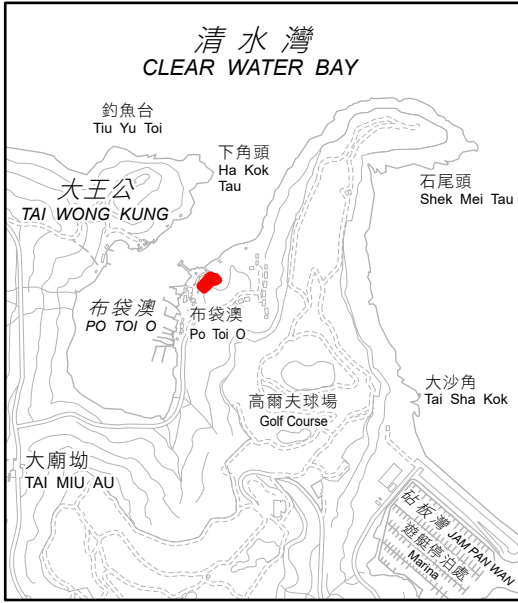 清水灣
CLEAR WATER BAY
釣魚台
Tiu Yu Toi
下角頭
Ha Kok
Tau
石尾頭
Shek Mei Tau
大王公
TAI WONG KUNG
布袋澳
PO TOI O
布袋澳
Po Toi O
大沙角
Tai Sha Kok
高爾夫球場
Golf Course
大廟坳
TAI MIU AU
砧板灣 JAM PAN WAN
遊艇停泊處
Marina